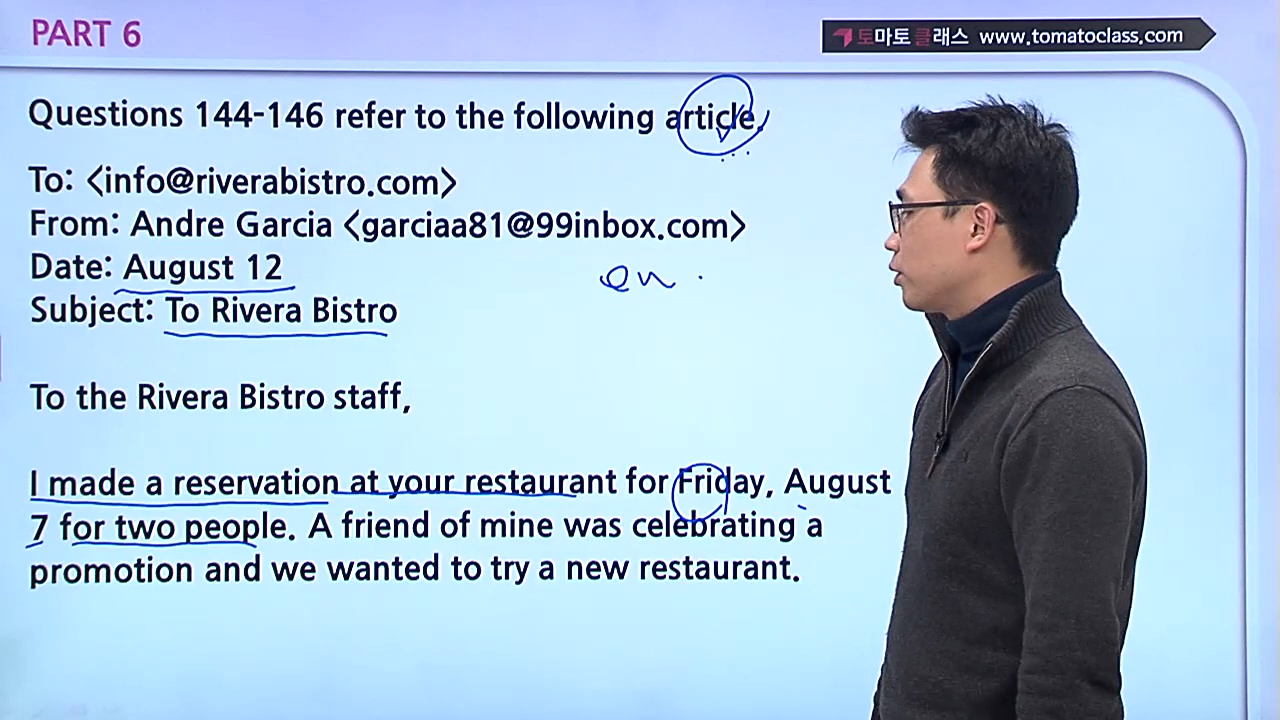 PART 6
토마토 클래스 www.tomatoclass.com
Questions 144-146 refer to the following article.
To: <info@riverabistro.com>
From: Andre Garcia <garciaa81@99inbox.com>
Date: August 12
en.
Subject: To Rivera Bistro
To the Rivera Bistro staff,
I made a reservation at your restaurant for Friday, August
7 for two people. A friend of mine was celebrating a
promotion and we wanted to try a new restaurant.